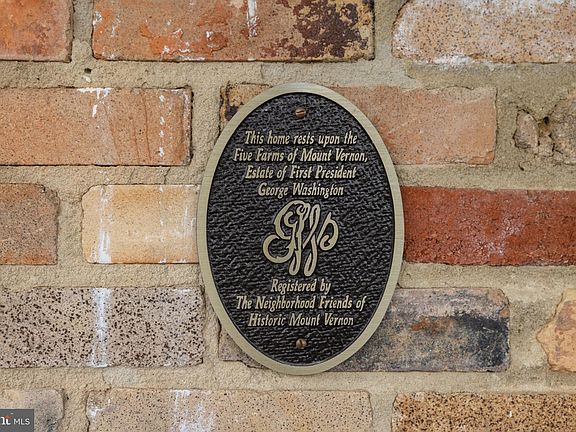 This home rests upon the
Five Farms of Mount Vernon,
Estate of First President
George Washington
Registered by
The Neighborhood Friends of
Historic Mount Vernon
MLS